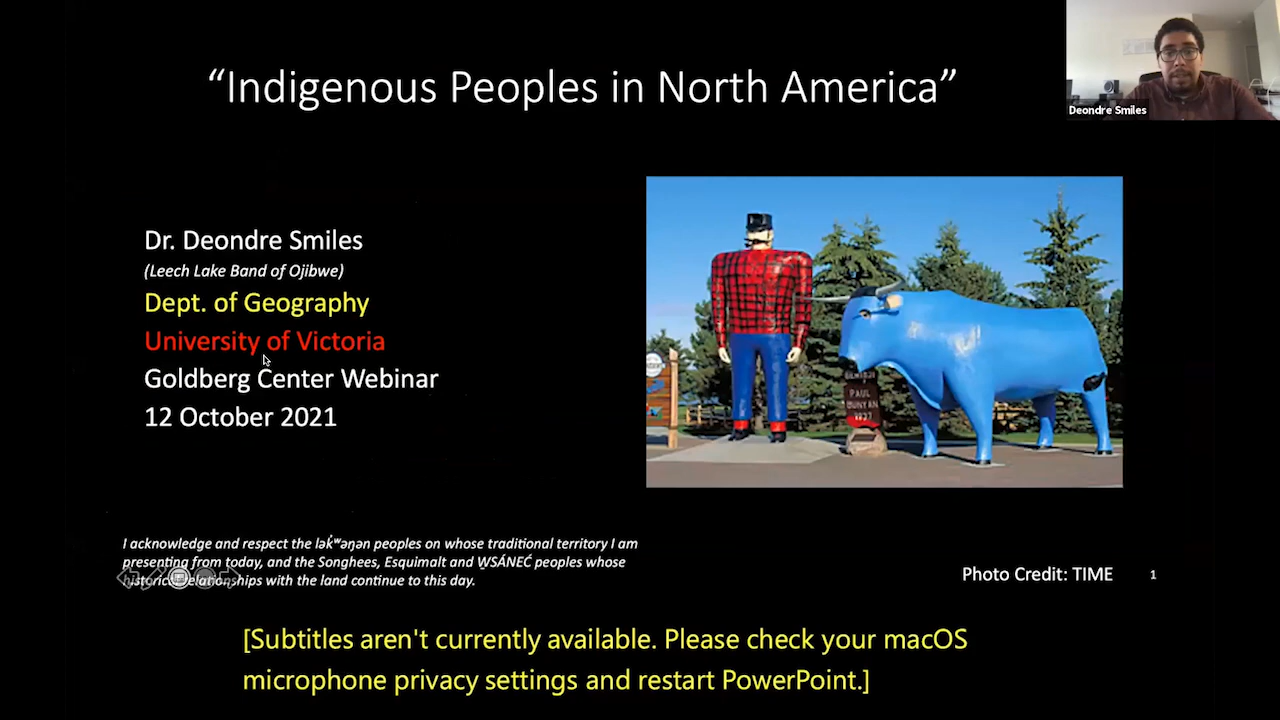 “Indigenous Peoples in North America”
Deondre Smiles
Dr. Deondre Smiles
(Leech Lake Band of Ojibwe)
Dept. of Geography
University of Victoria
Goldberg Center Webinar
12 October 2021
PAUL
BUNYAN
1937
I acknowledge and respect the lək̓ʷəŋən peoples on whose traditional territory I am
presenting from today, and the Songhees, Esquimalt and W̱SÁNEĆ peoples whose
historical relationships with the land continue to this day.
Photo Credit: TIME
1
[Subtitles aren't currently available. Please check your macOS
microphone privacy settings and restart PowerPoint.]